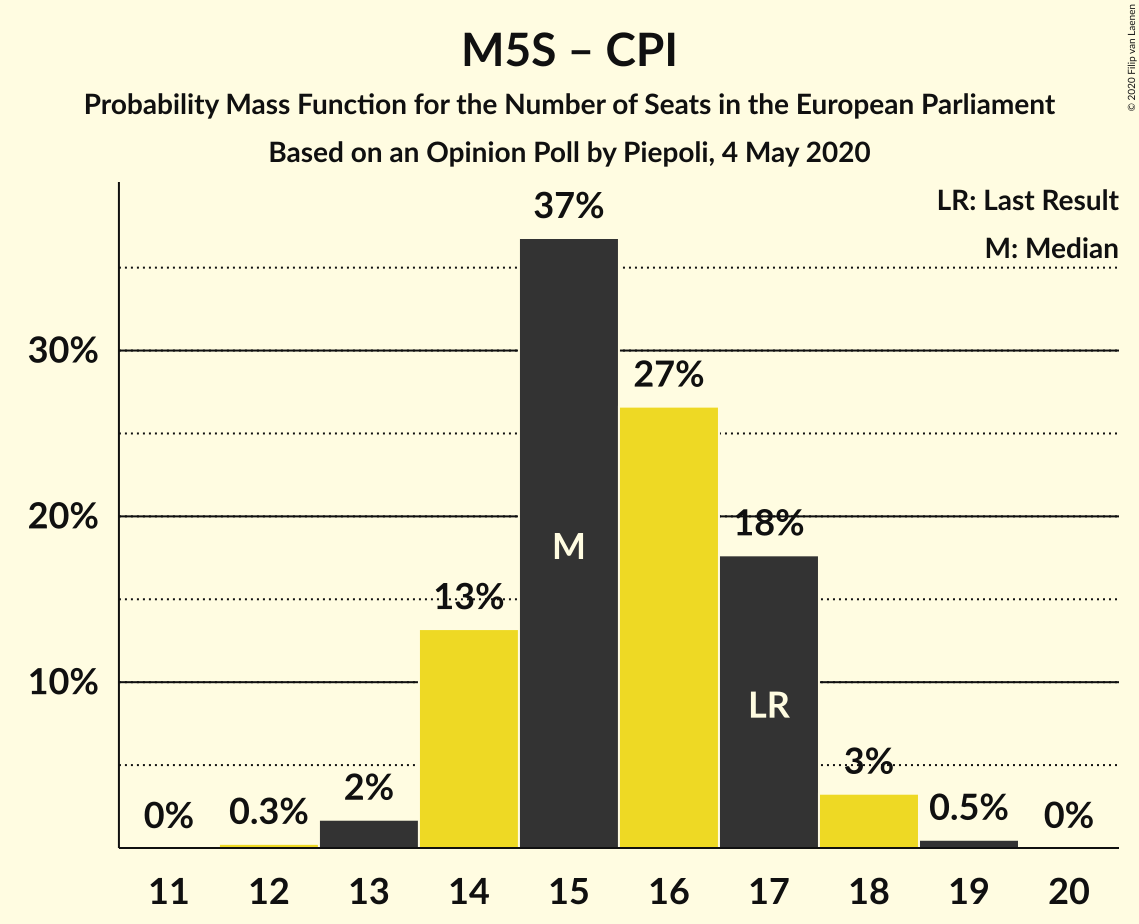 M5S – CPI
Probability Mass Function for the Number of Seats in the European Parliament
Based on an Opinion Poll by Piepoli, 4 May 2020
© 2020 Filip van Laenen
LR: Last Result
M: Median
37%
30%
27%
20%
18%
M
13%
10%
LR
3%
2%
0%
0.3%
0.5%
0%
11
12
13
14
15
16
17
18
19
20